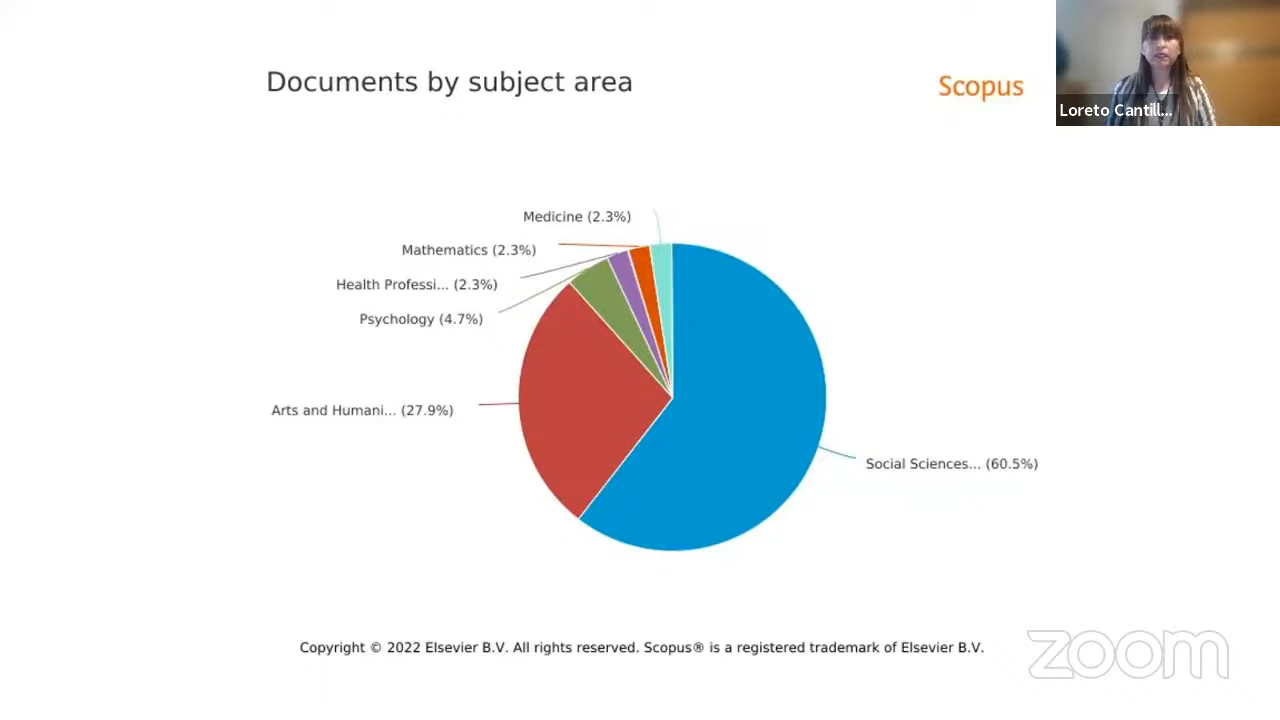 Documents by subject area
Scopus
Loreto Cantill...
Medicine (2.3%)
Mathematics (2.3%)
Health Professi... (2.3%)
Psychology (4.7%)
Arts and Humani... (27.9%)
Social Sciences... (60.5%)
Copyright © 2022 Elsevier B.V. All rights reserved. Scopus® is a registered trademark of Elsevier B.V.
zoom